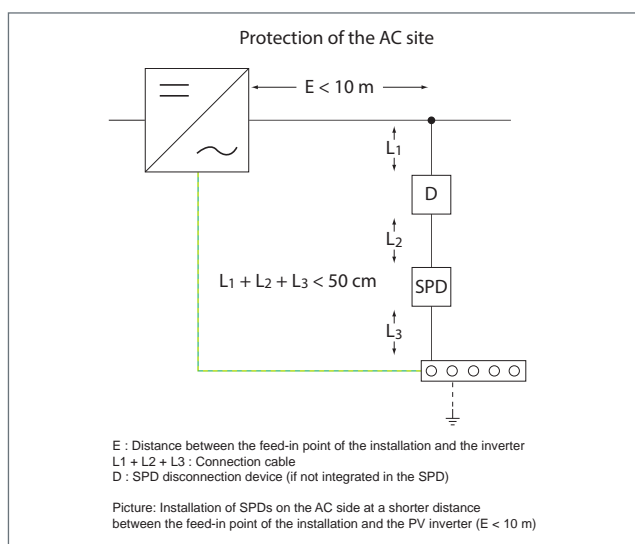 Protection of the AC site
E < 10 m
L1
D
L2
L1 + L2 + L3 < 50 cm
SPD
L3
E : Distance between the feed-in point of the installation and the inverter
L1 + L2 + L3 : Connection cable
D : SPD disconnection device (if not integrated in the SPD)
Picture: Installation of SPDs on the AC side at a shorter distance
between the feed-in point of the installation and the PV inverter (E < 10 m)